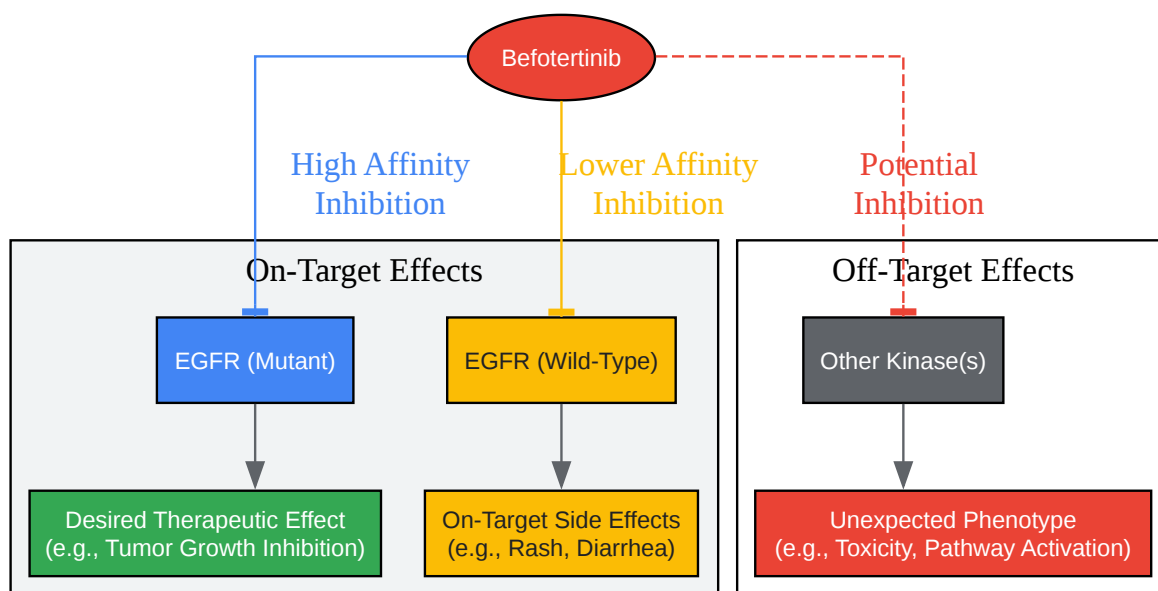 Befotertinib
High Affinity
Inhibition
Lower Affinity
Inhibition
Potential
Inhibition
On-Target Effects
Off-Target Effects
EGFR (Mutant)
EGFR (Wild-Type)
Other Kinase(s)
Desired Therapeutic Effect
(e.g., Tumor Growth Inhibition)
On-Target Side Effects
(e.g., Rash, Diarrhea)
Unexpected Phenotype
(e.g., Toxicity, Pathway Activation)